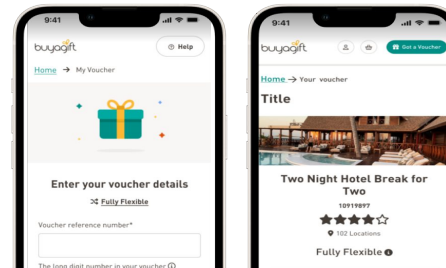 9:41
buyagift
Help
Home → My Voucher
Enter your voucher details
Fully Flexible
Voucher reference number*
The long digit number in your voucher
9:41
buyagift
Got a Voucher
Home → Your voucher
Title
Two Night Hotel Break for
Two
10919897
102 Locations
Fully Flexible